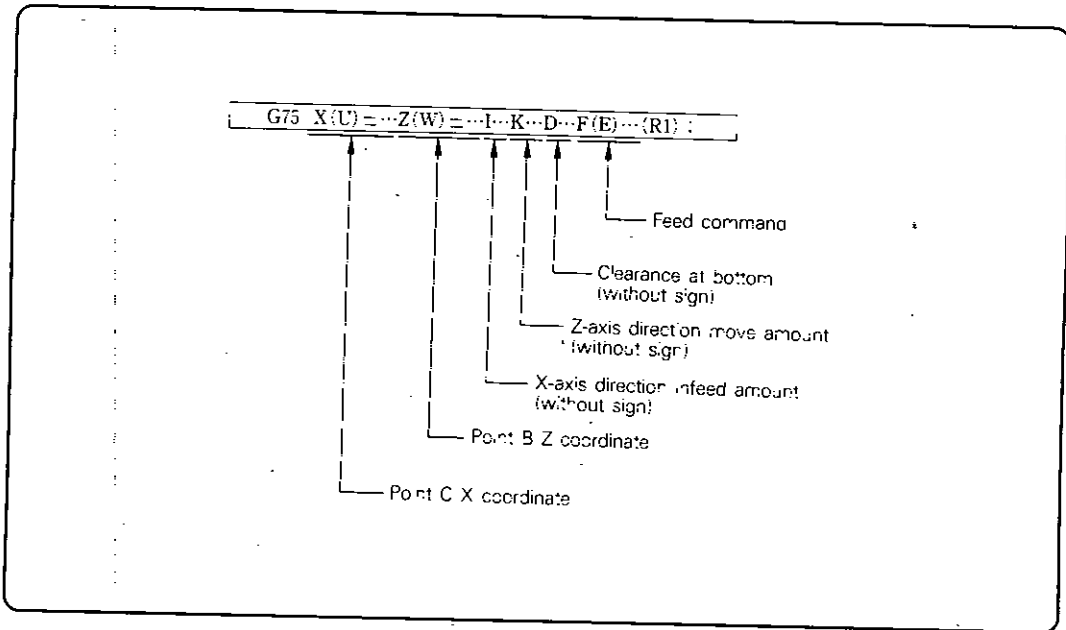 G75 X(U)±…Z(W)±…I…K…D…F(E)…(R1) ;
Feed command
Clearance at bottom
(without sign)
Z-axis direction move amount
(without sign)
X-axis direction infeed amount
(without sign)
Point B Z coordinate
Point C X coordinate